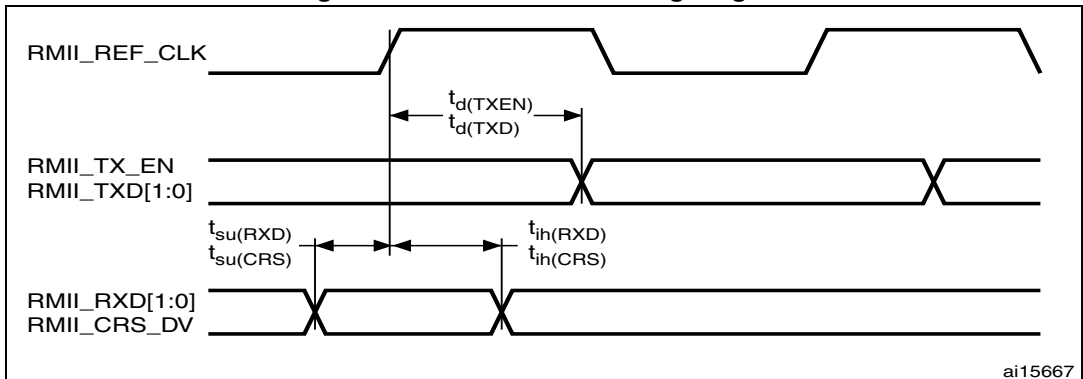 RMII_REF_CLK
td(TXEN)
td(TXD)
RMII_TX_EN
RMII_TXD[1:0]
tsu(RXD)
tsu(CRS)
tih(RXD)
tih(CRS)
RMII_RXD[1:0]
RMII_CRS_DV
ai15667